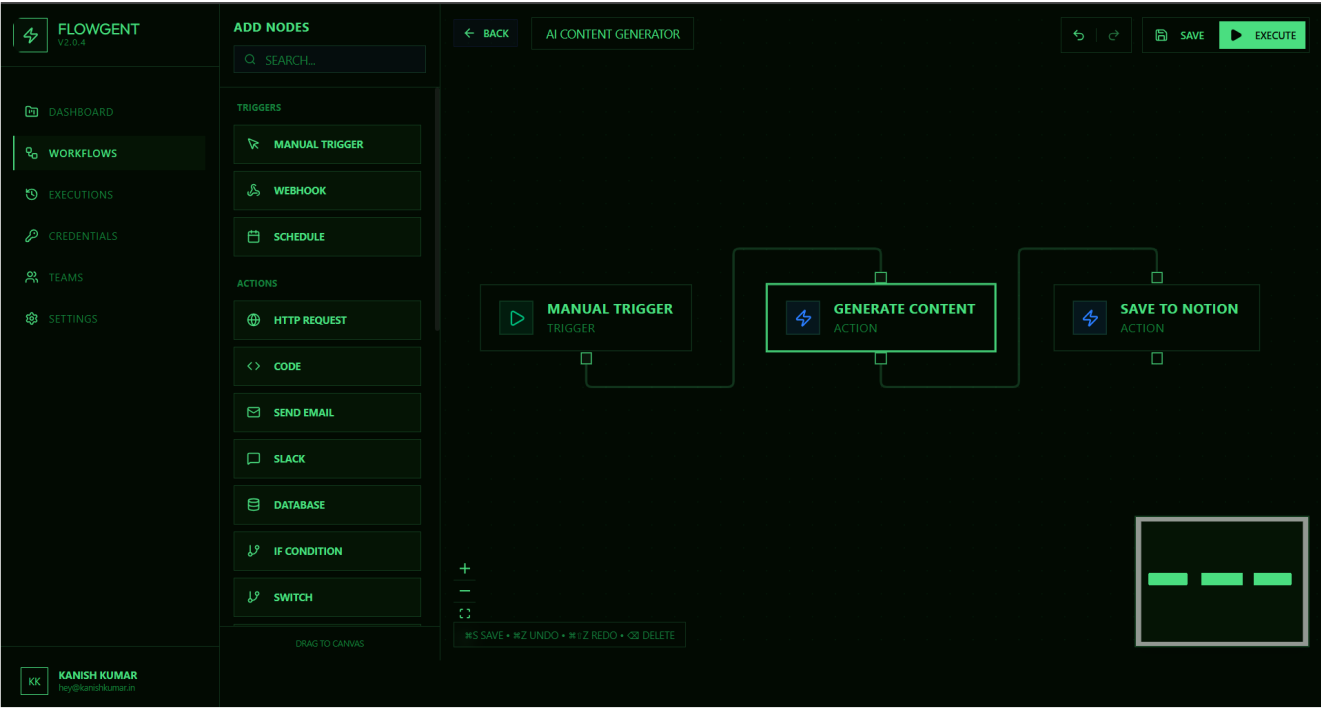 FLOWGENT
V2.0.4
DASHBOARD
WORKFLOWS
EXECUTIONS
CREDENTIALS
TEAMS
SETTINGS
KK
KANISH KUMAR
hey@kanishkumar.in
ADD NODES
SEARCH...
TRIGGERS
MANUAL TRIGGER
WEBHOOK
SCHEDULE
ACTIONS
HTTP REQUEST
CODE
SEND EMAIL
SLACK
DATABASE
IF CONDITION
SWITCH
DRAG TO CANVAS
← BACK
AI CONTENT GENERATOR
SAVE
EXECUTE
MANUAL TRIGGER
TRIGGER
GENERATE CONTENT
ACTION
SAVE TO NOTION
ACTION
⌘S SAVE • ⌘Z UNDO • ⌘⇧Z REDO • ⌫ DELETE